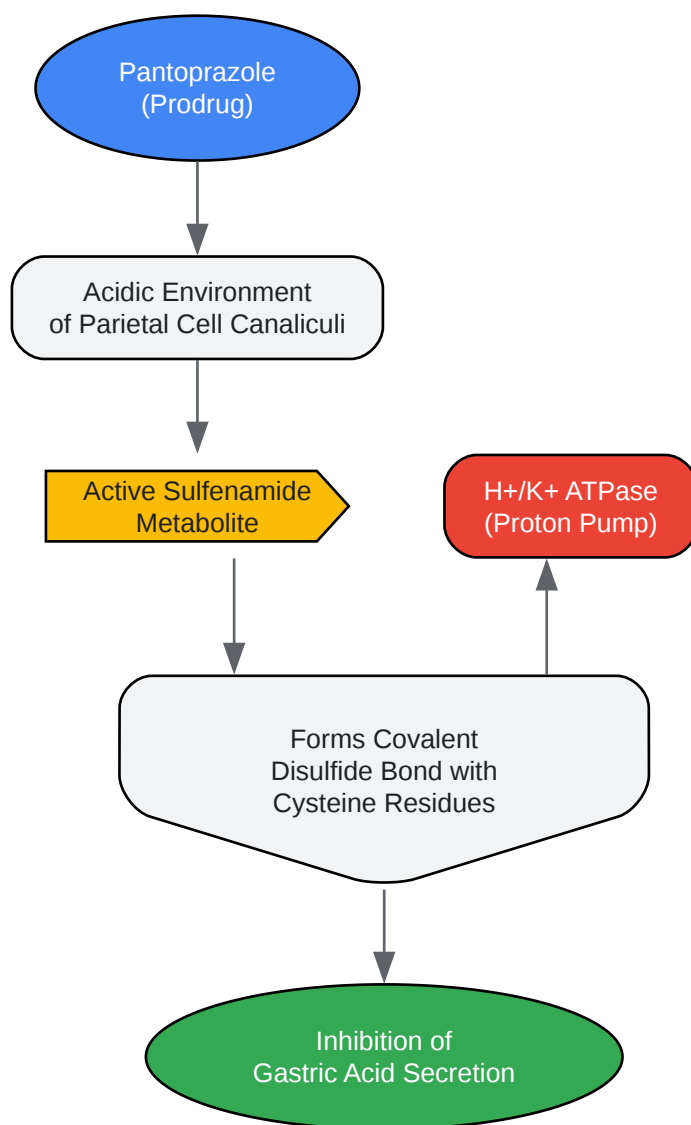 Pantoprazole
(Prodrug)
Acidic Environment
of Parietal Cell Canaliculi
Active Sulfenamide
Metabolite
H+/K+ ATPase
(Proton Pump)
Forms Covalent
Disulfide Bond with
Cysteine Residues
Inhibition of
Gastric Acid Secretion